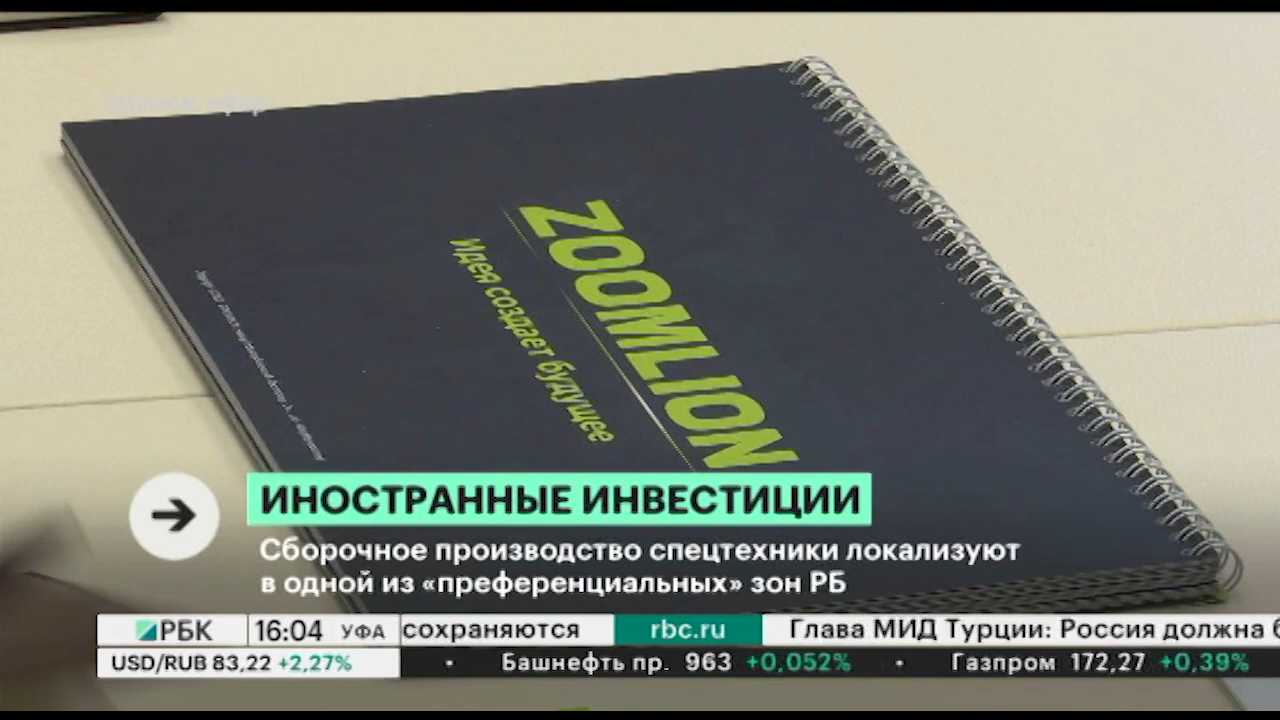 ZOOMLION
Идея создает будущее
ИНОСТРАННЫЕ ИНВЕСТИЦИИ
Сборочное производство спецтехники локализуют
в одной из «преференциальных» зон РБ
РБК 16:04 УФА сохраняются rbc.ru Глава МИД Турции: Россия должна б
USD/RUB 83,22 +2,27% • Башнефть пр. 963 +0,052% • Газпром 172,27 +0,39%